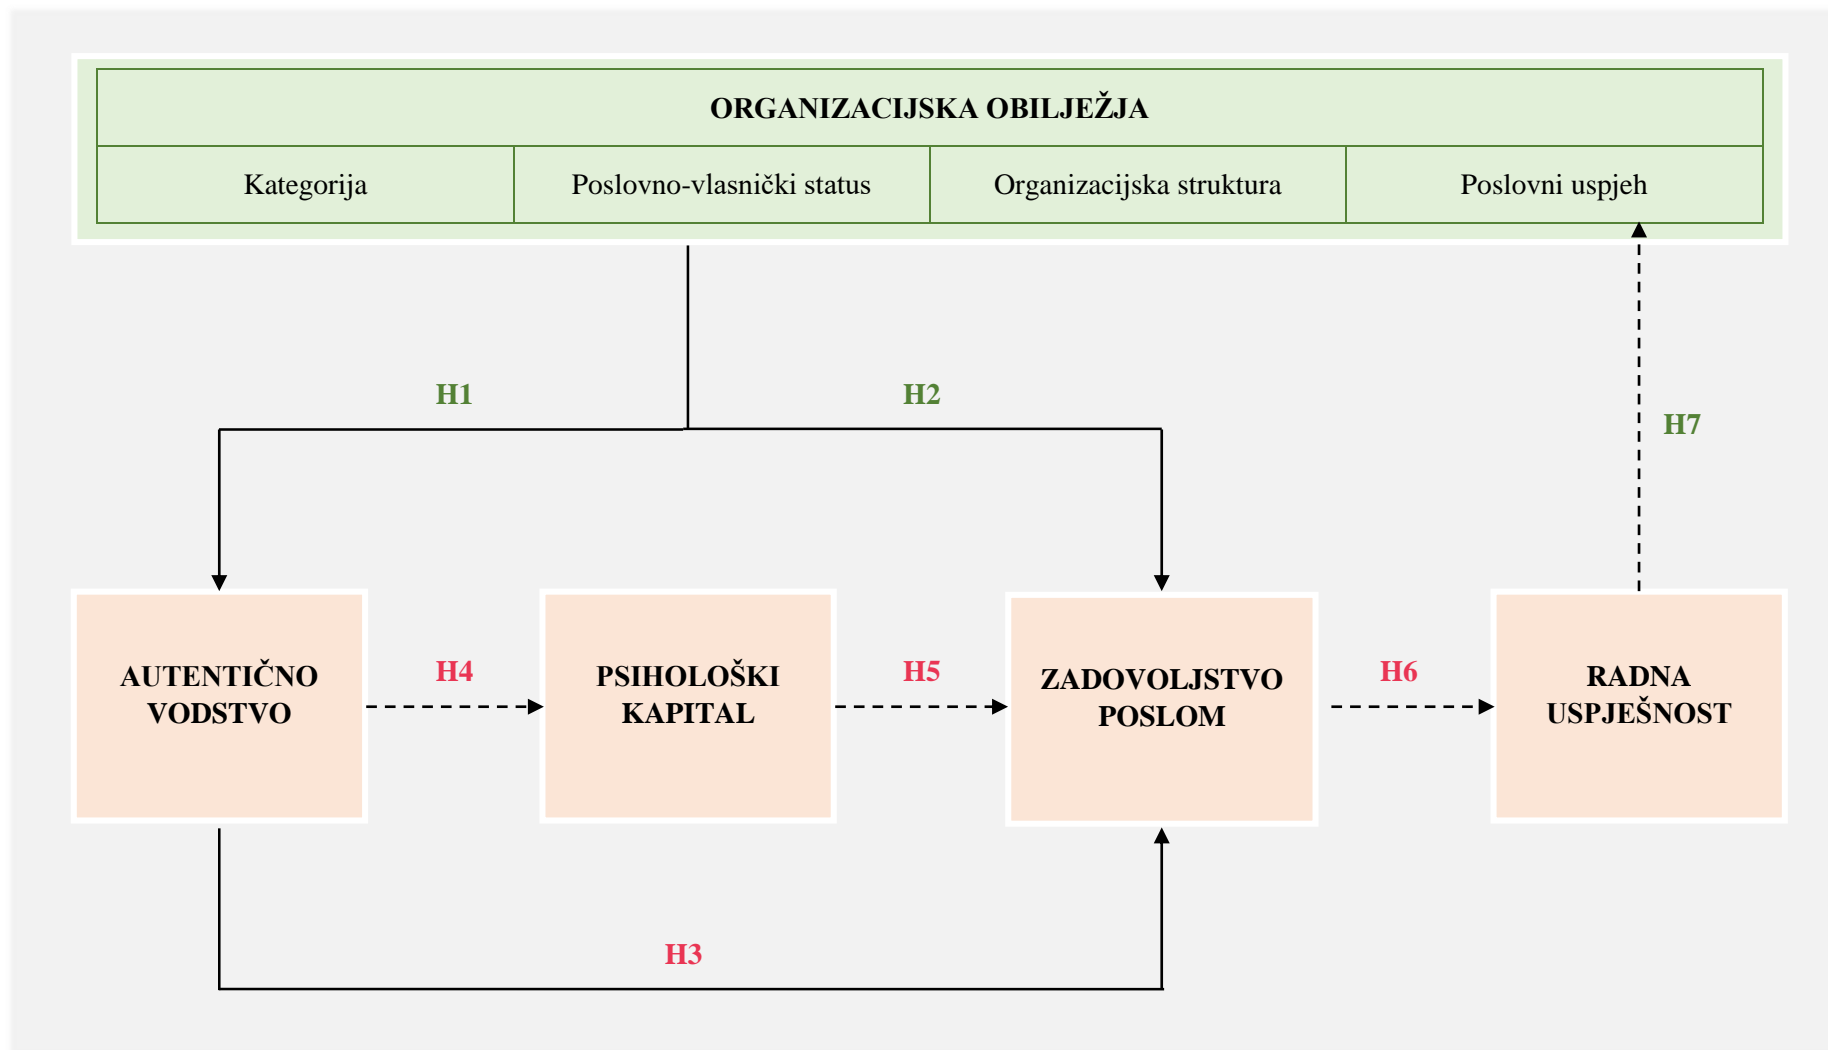 ORGANIZACIJSKA OBILJEŽJA
Kategorija
Poslovno-vlasnički status
Organizacijska struktura
Poslovni uspjeh
H1
H2
H7
AUTENTIČNO
VODSTVO
H4
PSIHOLOŠKI
KAPITAL
H5
ZADOVOLJSTVO
POSLOM
H6
RADNA
USPJEŠNOST
H3